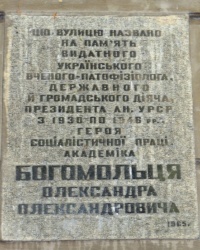 ЦЮ ВУЛИЦЮ НАЗВАНО
НА ПАМ'ЯТЬ
ВИДАТНОГО
УКРАЇНСЬКОГО
ВЧЕНОГО-ПАТОФІЗІОЛОГА,
ДЕРЖАВНОГО
Й ГРОМАДСЬКОГО ДІЯЧА,
ПРЕЗИДЕНТА АН. УРСР
З 1930 ПО 1946 рр.
ГЕРОЯ
СОЦІАЛІСТИЧНОЇ ПРАЦІ
АКАДЕМІКА
БОГОМОЛЬЦЯ
ОЛЕКСАНДРА
ОЛЕКСАНДРОВИЧА